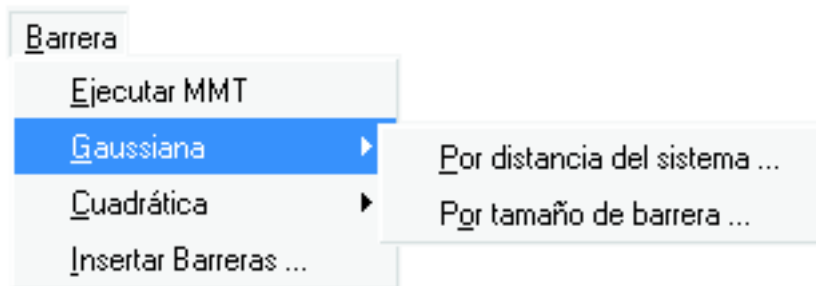 Barrera
Ejecutar MMT
Gaussiana
Por distancia del sistema ...
Cuadrática
Por tamaño de barrera ...
Insertar Barreras ...